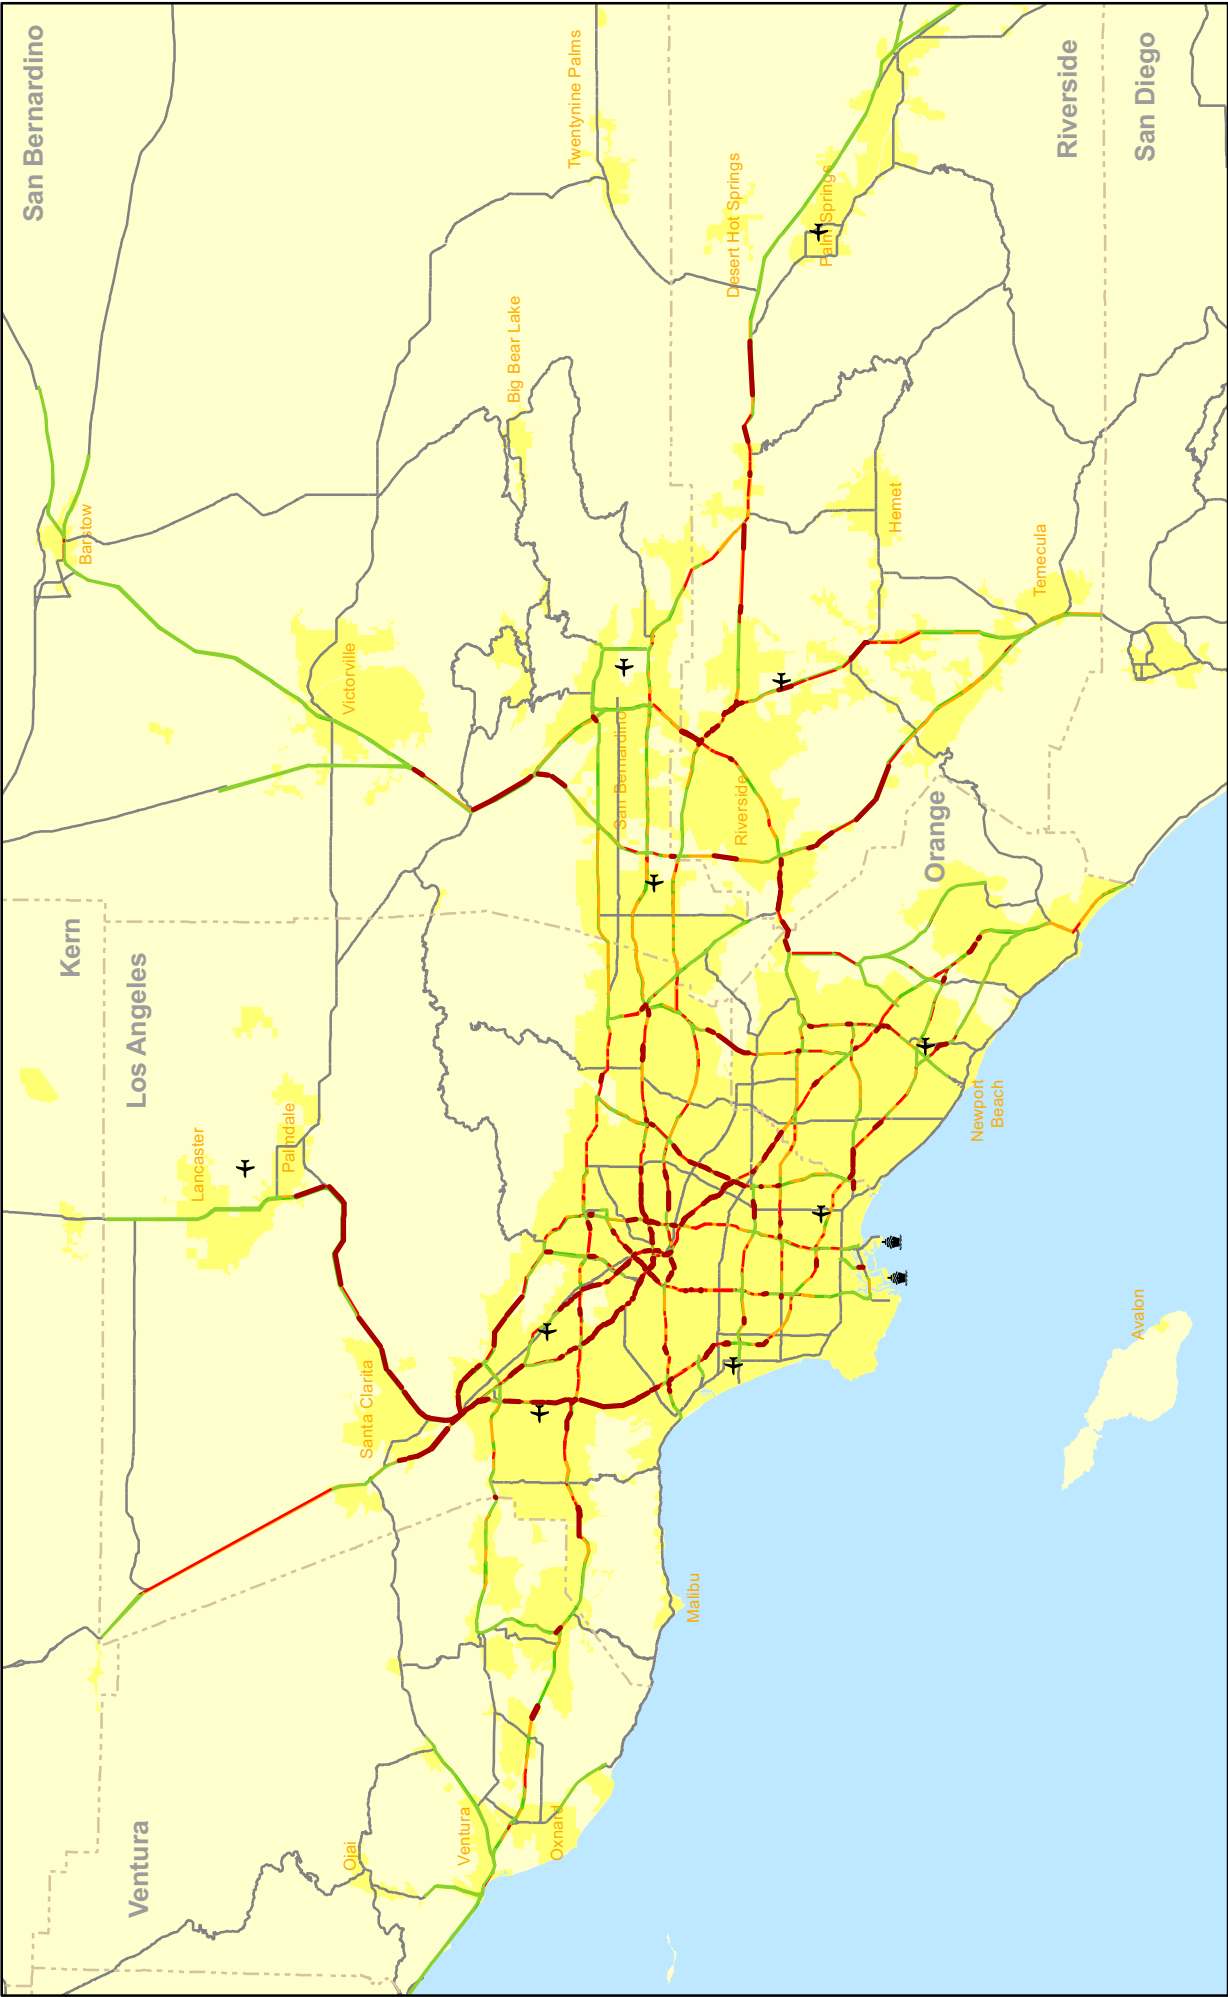 San Bernardino
Kern
Los Angeles
Ventura
Barstow
Twentynine Palms
Victorville
Big Bear Lake
Lancaster
Palmdale
Desert Hot Springs
Palm Springs
Riverside
San Diego
Santa Clarita
San Bernardino
Riverside
Hemet
Temecula
Ojai
Ventura
Oxnard
Malibu
Orange
Newport
Beach
Avalon